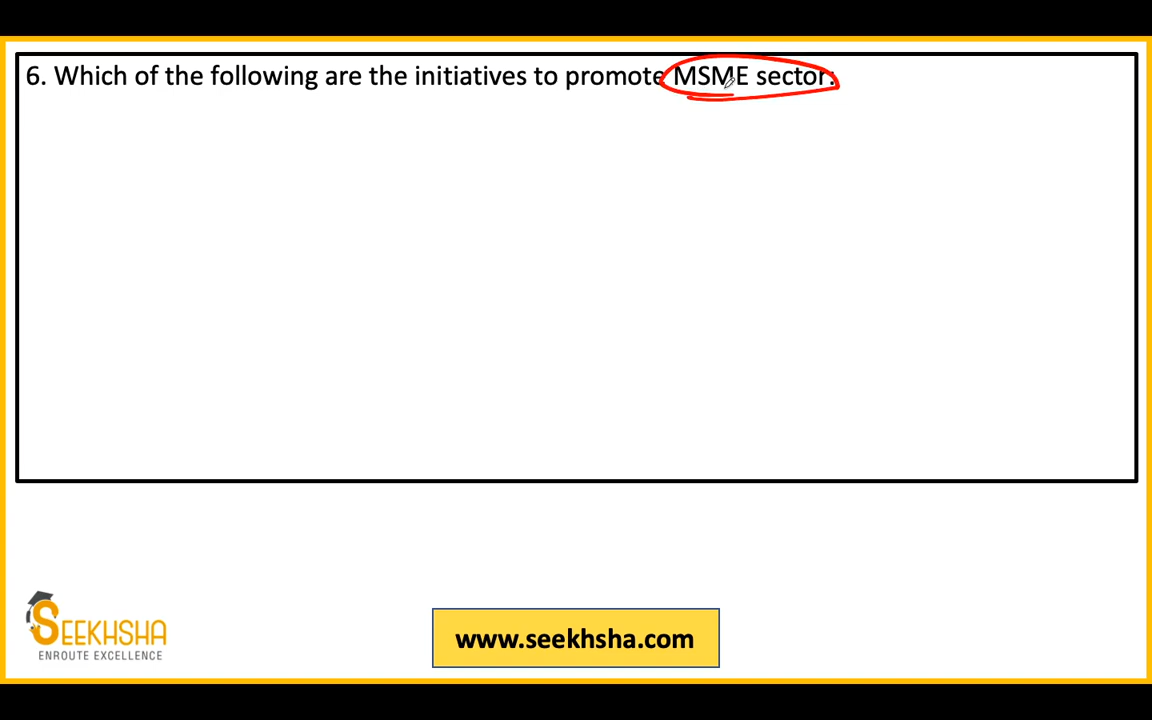 6. Which of the following are the initiatives to promote MSME sector:
SEEKHSHA
ENROUTE EXCELLENCE
www.seekhsha.com